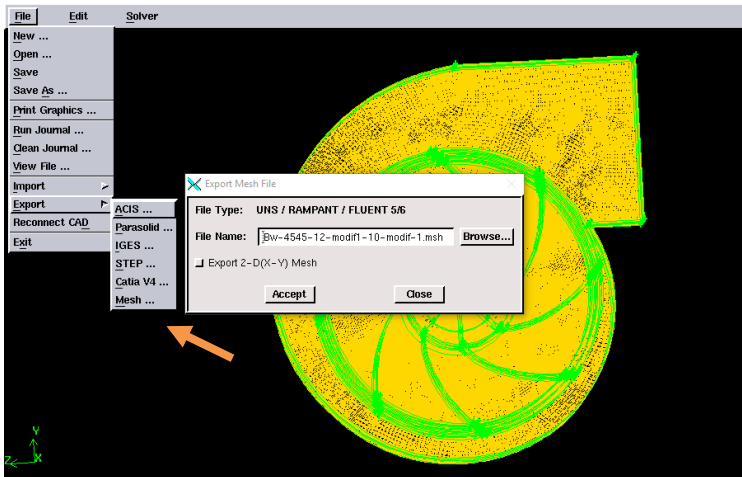 File Edit Solver
New ...
Open ...
Save
Save As ...
Print Graphics ...
Run Journal ...
Clean Journal ...
View File ...
Import
Export
Reconnect CAD
Exit
ACIS ...
Parasolid ...
IGES ...
STEP ...
Catia V4 ...
Mesh ...
Export Mesh File
File Type: UNS / RAMPANT / FLUENT 5/6
File Name: Bw-4545-12-modif1-10-modif-1.msh Browse...
Export 2-D(X-Y) Mesh
Accept Close
Y
Z X